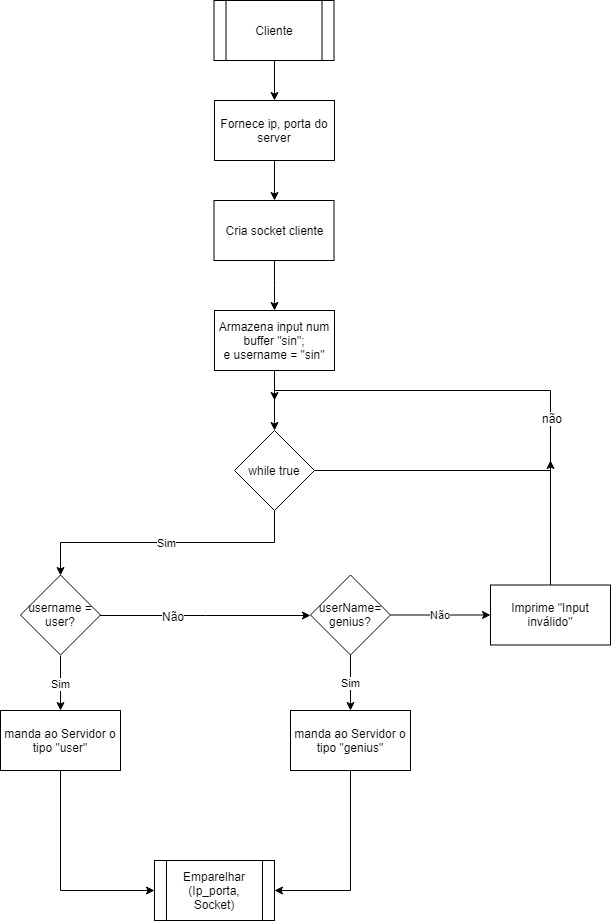 Cliente
Fornece ip, porta do
server
Cria socket cliente
Armazena input num
buffer "sin";
e username = "sin"
não
while true
Sim
username =
user?
Não
userName=
genius?
Não
Imprime "Input
inválido"
Sim
Sim
manda ao Servidor o
tipo "user"
manda ao Servidor o
tipo "genius"
Emparelhar
(Ip_porta,
Socket)